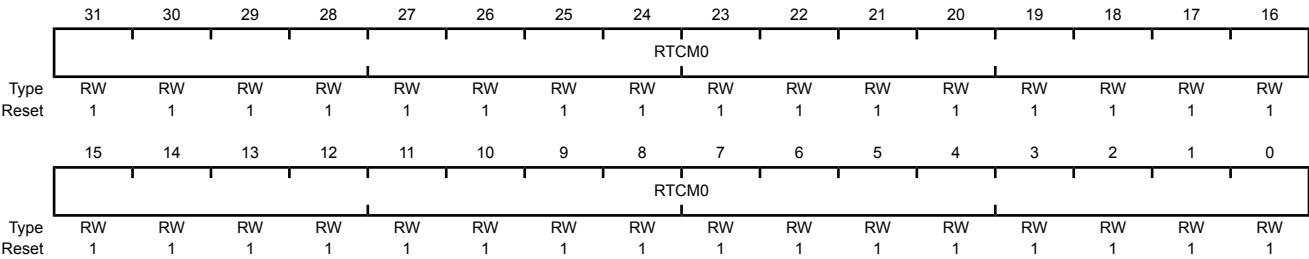 31 30 29 28 27 26 25 24 23 22 21 20 19 18 17 16
RTCM0
Type RW RW RW RW RW RW RW RW RW RW RW RW RW RW RW RW
Reset 1 1 1 1 1 1 1 1 1 1 1 1 1 1 1 1
15 14 13 12 11 10 9 8 7 6 5 4 3 2 1 0
RTCM0
Type RW RW RW RW RW RW RW RW RW RW RW RW RW RW RW RW
Reset 1 1 1 1 1 1 1 1 1 1 1 1 1 1 1 1